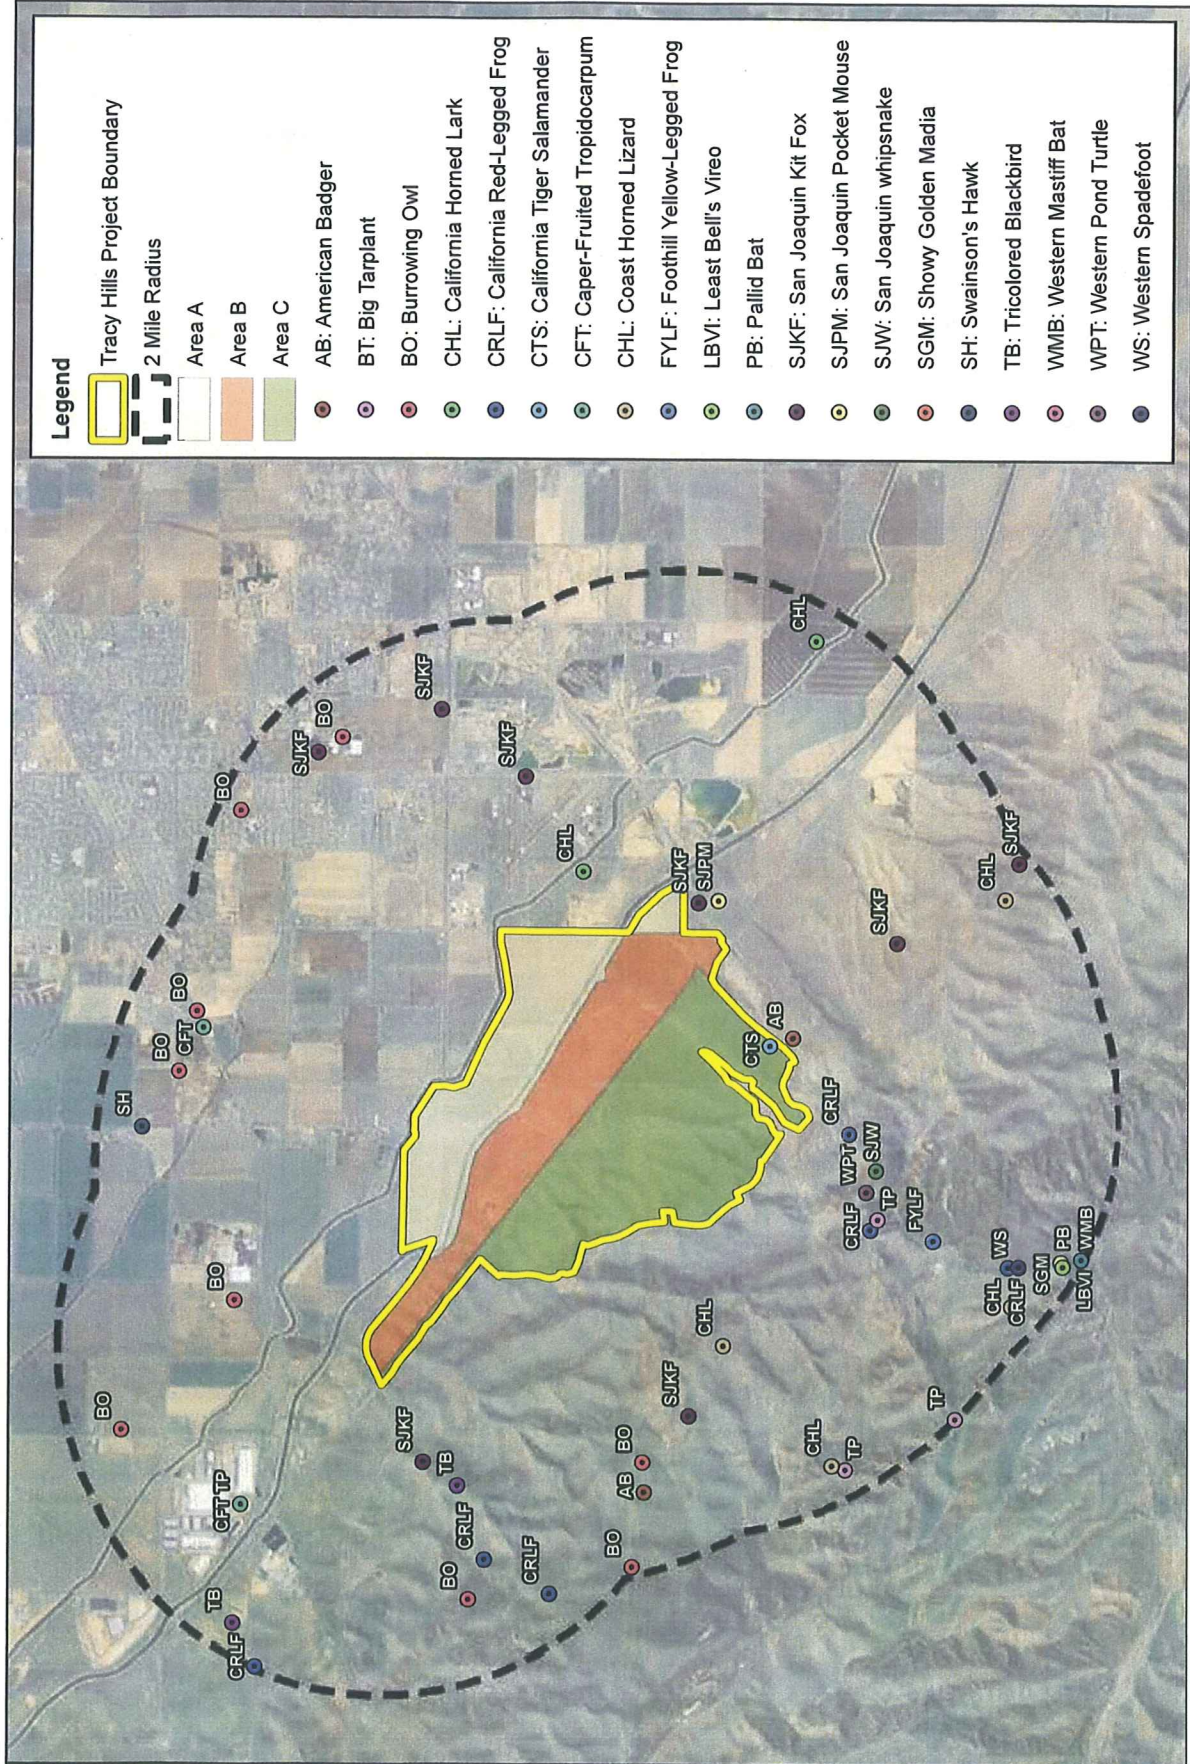 BO
SH
BO
CFT
BO
BO
TB
BO
CFT TP
CRLF
SJKF
BO
SJKF
SJKF
TB
BO
CRLF
SJKF
CRLF
CHL
BO
BO
AB
SJKF
SJKF
SJPM
CHL
CTS
AB
CHL
CHL
CRLF
WPT
CRLF
TP
SJW
SJKF
TP
FYLF
TP
CHL
CHL
WS
SJKF
CRLF
SGM
PB
LBVI
WMB
Legend
Tracy Hills Project Boundary
2 Mile Radius
Area A
Area B
Area C
AB: American Badger
BT: Big Tarplant
BO: Burrowing Owl
CHL: California Horned Lark
CRLF: California Red-Legged Frog
CTS: California Tiger Salamander
CFT: Caper-Fruited Tropidocarpum
CHL: Coast Horned Lizard
FYLF: Foothill Yellow-Legged Frog
LBVI: Least Bell's Vireo
PB: Pallid Bat
SJKF: San Joaquin Kit Fox
SJPM: San Joaquin Pocket Mouse
SJW: San Joaquin whipsnake
SGM: Showy Golden Madia
SH: Swainson's Hawk
TB: Tricolored Blackbird
WMB: Western Mastiff Bat
WPT: Western Pond Turtle
WS: Western Spadefoot